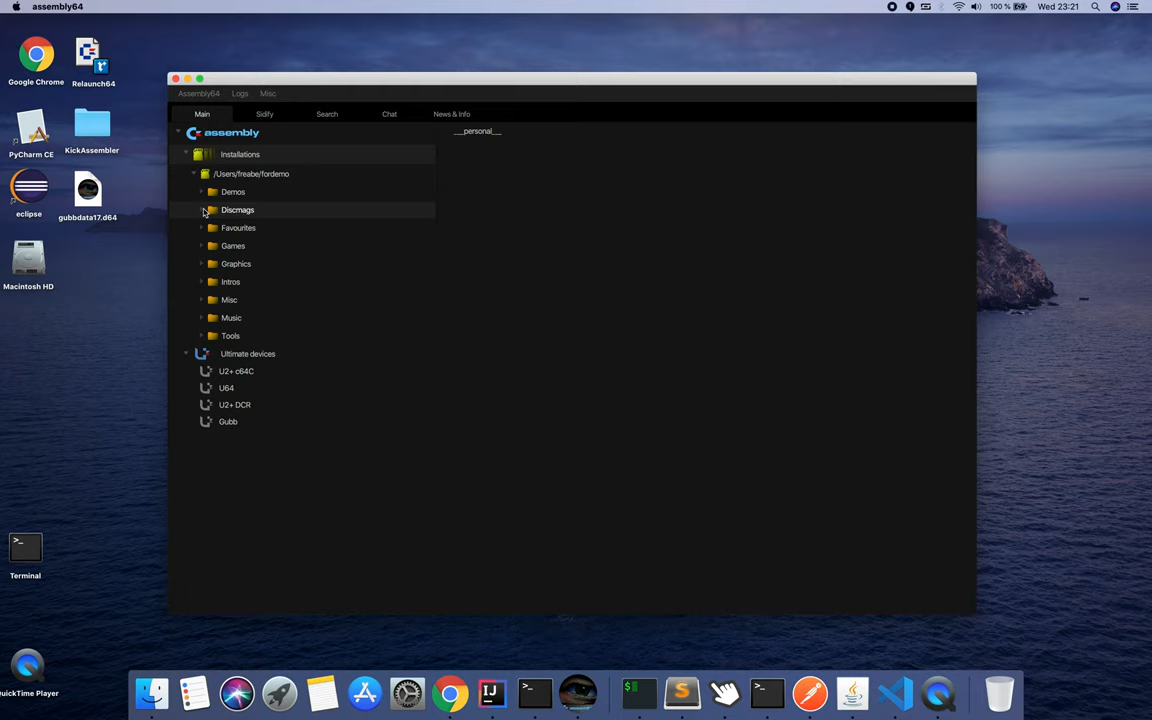 assembly64
100 %
Wed 23:21
Google Chrome
Relaunch64
PyCharm CE
KickAssembler
eclipse
gubbdata17.d64
Macintosh HD
Terminal
QuickTime Player
Assembly64 Logs Misc
Main Sidify Search Chat News & Info
assembly
__personal__
Installations
/Users/freabe/fordemo
Demos
Discmags
Favourites
Games
Graphics
Intros
Misc
Music
Tools
Ultimate devices
U2+ c64C
U64
U2+ DCR
Gubb